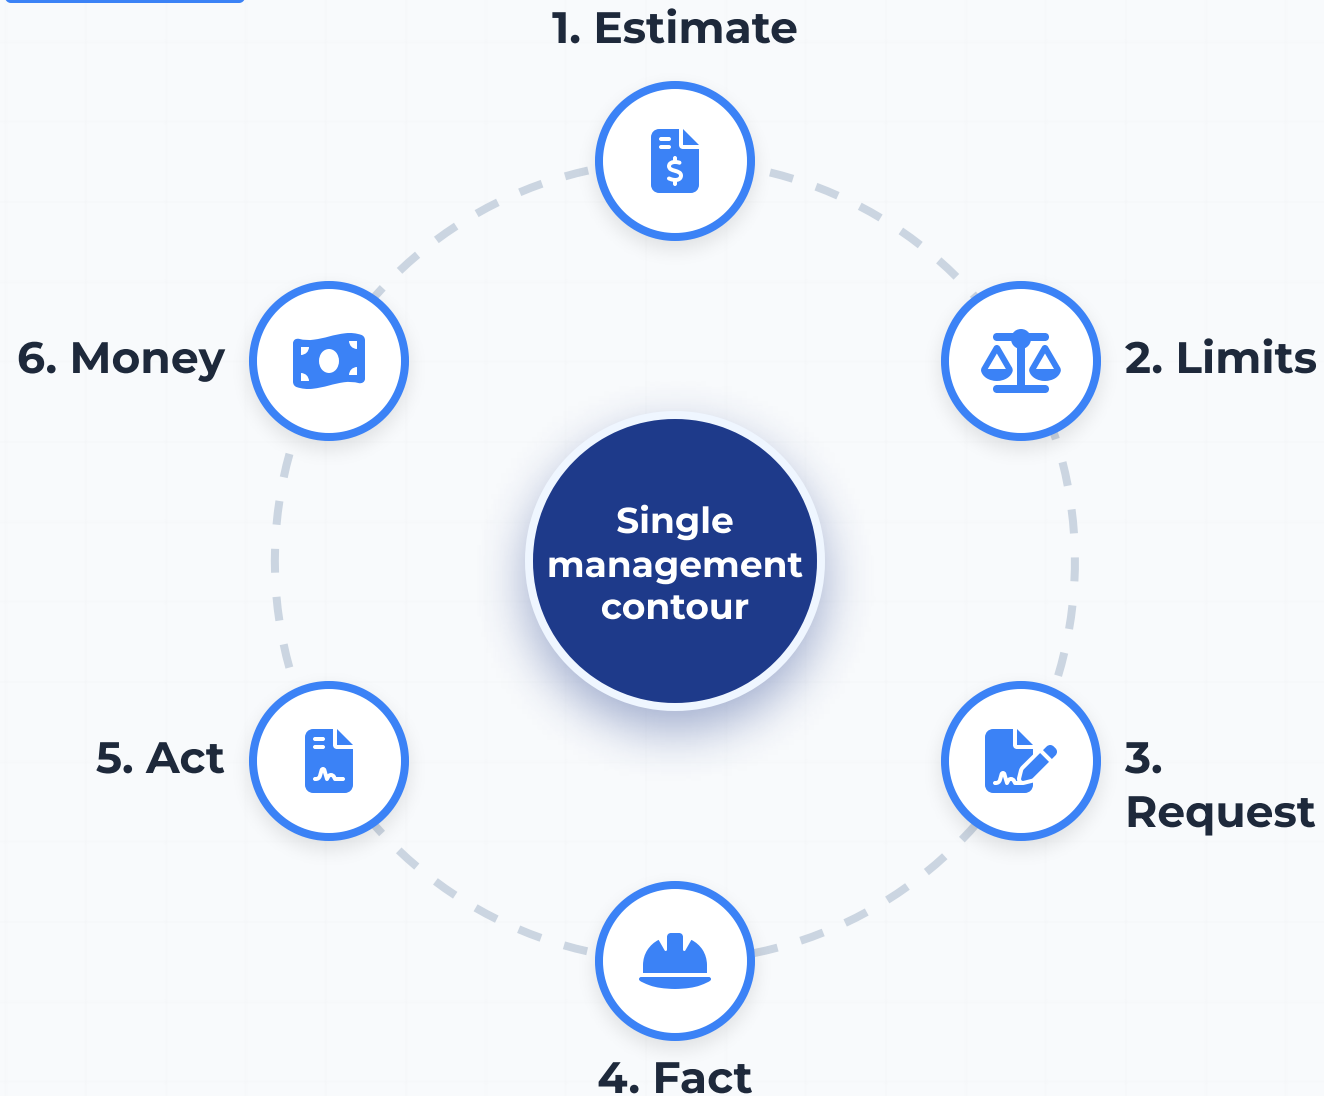 1. Estimate
2. Limits
3.
Request
4. Fact
5. Act
6. Money
Single
management
contour